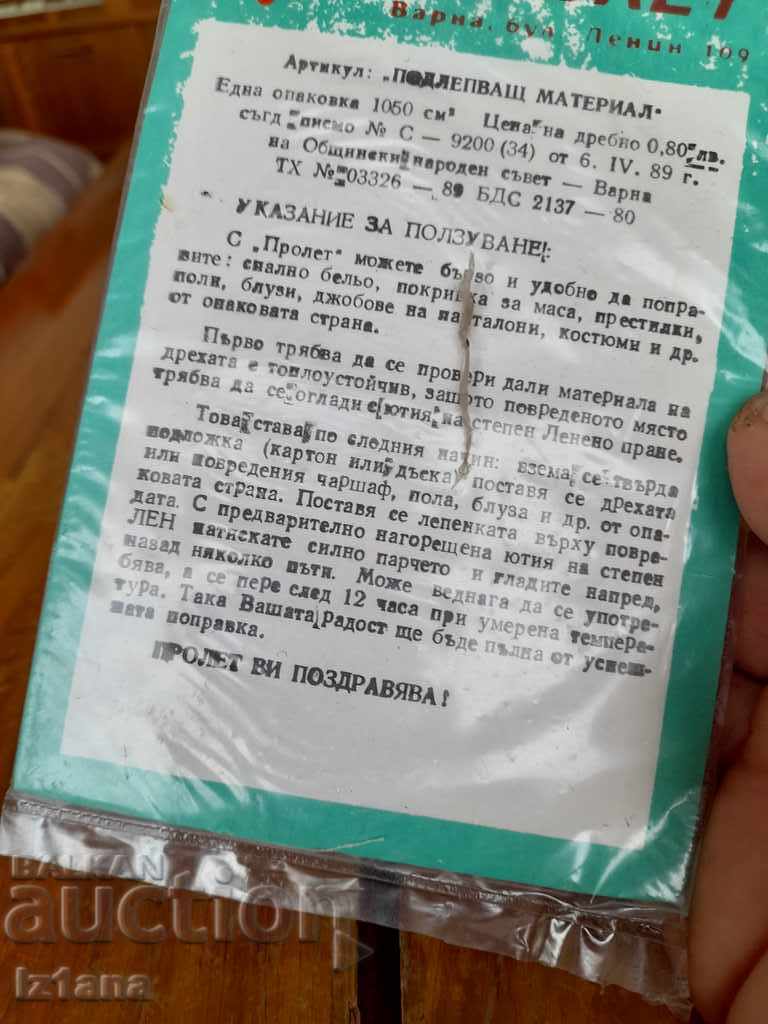 Варна, бул. Ленин 109
Артикул: „ПОДЛЕПВАЩ МАТЕРИАЛ“
Една опаковка 1050 см² Цена на дребно 0,80 лв.
съгл писмо № С — 9200 (34) от 6. IV. 89 г.
на Общински народен съвет — Варна
ТХ № 03326 — 89 БДС 2137 — 80
УКАЗАНИЕ ЗА ПОЛЗУВАНЕ!
С „Пролет“ можете бързо и удобно да попра-
вите: спално бельо, покривка за маса, престилки,
поли, блузи, джобове на панталони, костюми и др.
от опаковата страна.
Първо трябва да се провери дали материала на
дрехата е топлоустойчив, защото повреденото място
трябва да се оглади с ютия на степен Ленено пране.
Това става по следния начин: взема се твърда
подложка (картон или дъска) поставя се дрехата
или повредения чаршаф, пола, блуза и др. от опа-
ковата страна. Поставя се лепенката върху повре-
дата. С предварително нагорещена ютия на степен
ЛЕН натискате силно парчето и гладите напред,
назад няколко пъти. Може веднага да се употре-
бява, а се пере след 12 часа при умерена темпера-
тура. Така Вашата радост ще бъде пълна от успеш-
ната поправка.
ПРОЛЕТ ВИ ПОЗДРАВЯВА!
BALKAN
auction
Iz1ana